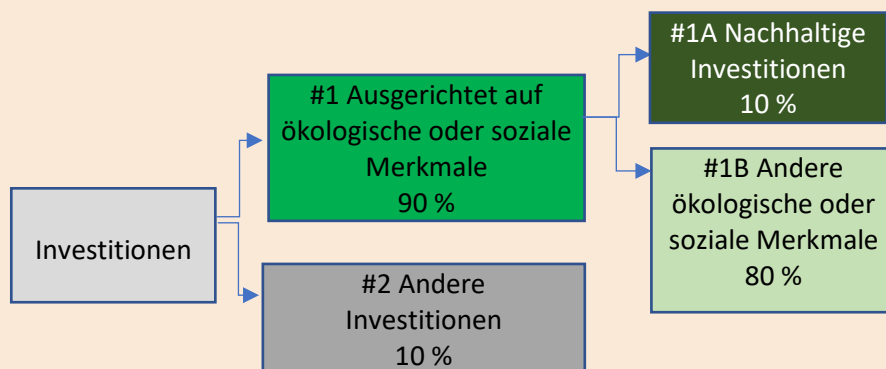 Investitionen
#1 Ausgerichtet auf
ökologische oder soziale
Merkmale
90 %
#2 Andere
Investitionen
10 %
#1A Nachhaltige
Investitionen
10 %
#1B Andere
ökologische oder
soziale Merkmale
80 %